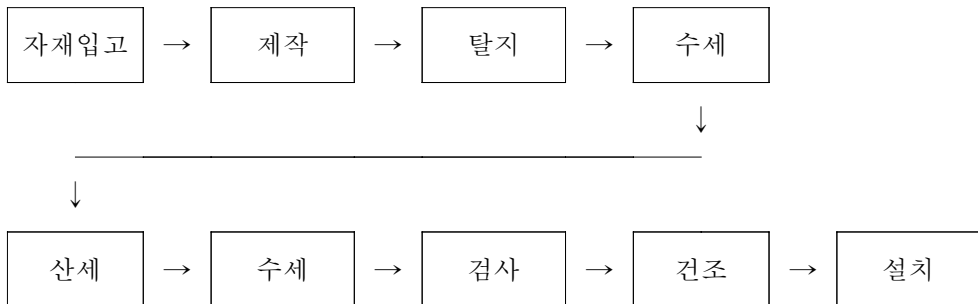 자재입고 → 제작 → 탈지 → 수세
↓
↓
산세 → 수세 → 검사 → 건조 → 설치